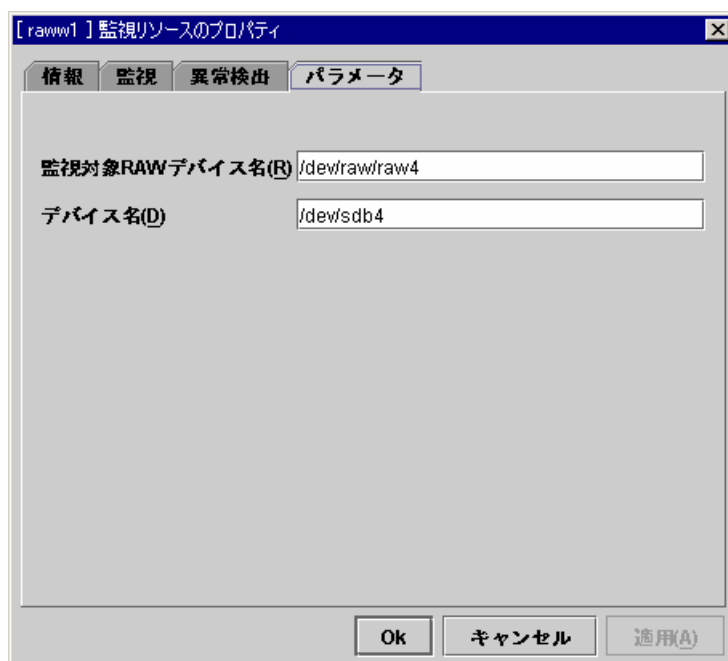 [ raww1 ] 監視リソースのプロパティ
情報 監視 異常検出 パラメータ
監視対象RAWデバイス名(R) /dev/raw/raw4
デバイス名(D) /dev/sdb4
Ok キャンセル 適用(A)